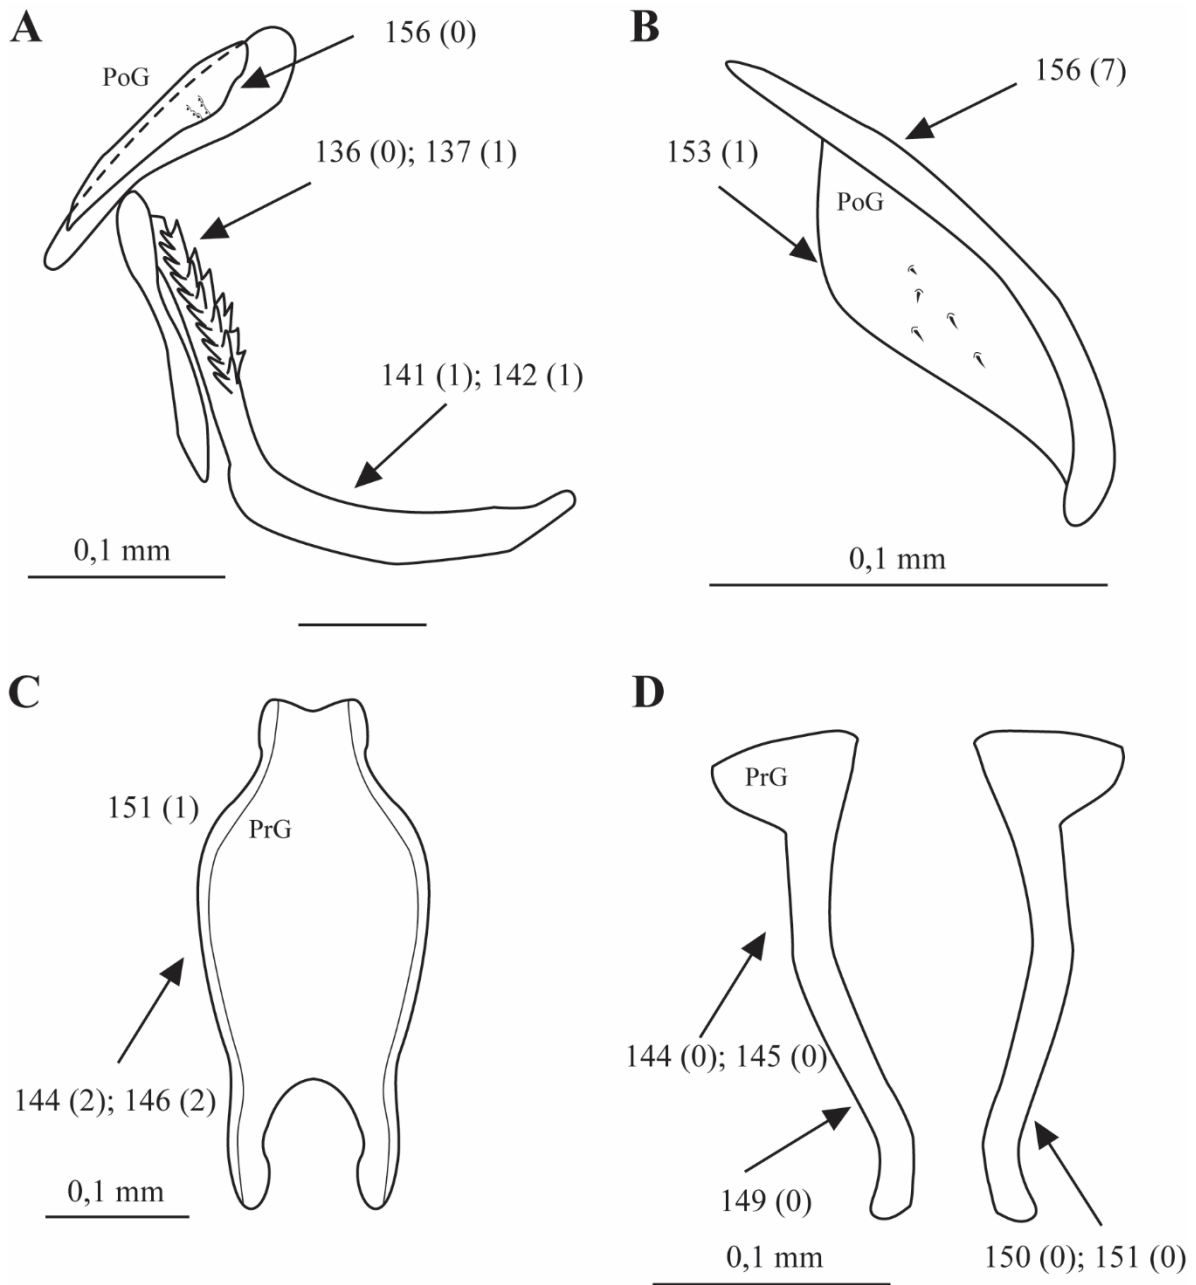 A
156 (0)
PoG
136 (0); 137 (1)
141 (1); 142 (1)
0,1 mm
B
156 (7)
153 (1)
PoG
0,1 mm
C
151 (1)
PrG
144 (2); 146 (2)
0,1 mm
D
PrG
144 (0); 145 (0)
149 (0)
150 (0); 151 (0)
0,1 mm